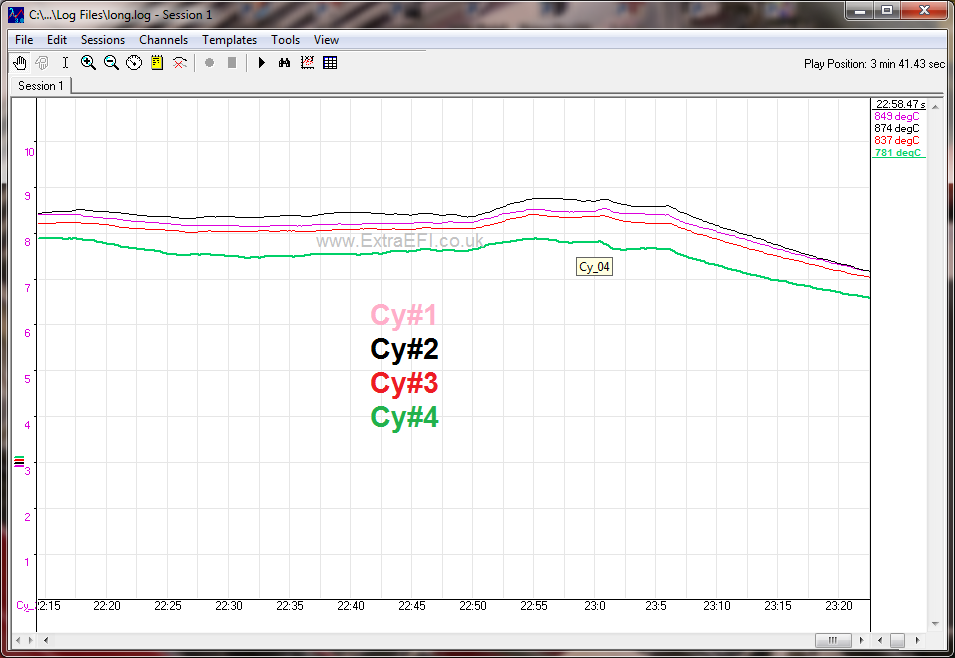 C:\...\Log Files\long.log - Session 1
File Edit Sessions Channels Templates Tools View
Play Position: 3 min 41.43 sec
Session 1
22:58.47 s
849 degC
874 degC
837 degC
781 degC
10
9
8
7
6
5
4
3
2
1
www.ExtraEFI.co.uk
Cy_04
Cy#1
Cy#2
Cy#3
Cy#4
Cy_ 22:15 22:20 22:25 22:30 22:35 22:40 22:45 22:50 22:55 23:0 23:5 23:10 23:15 23:20